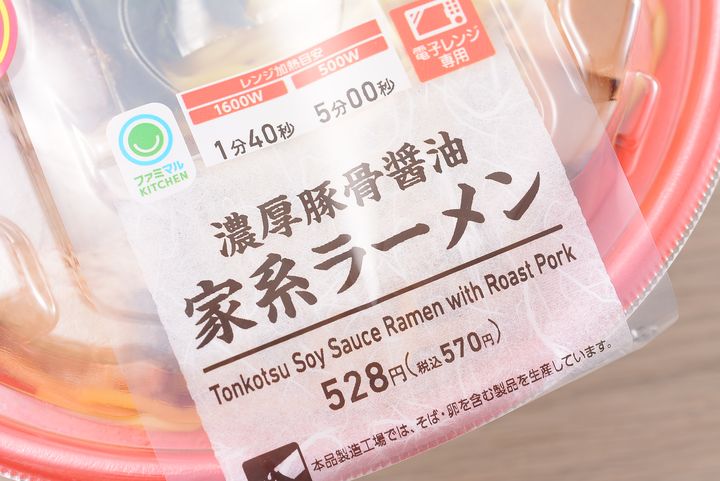 電子レンジ
専用
レンジ加熱目安
1600W 500W
1分40秒 5分00秒
ファミマル
KITCHEN
濃厚豚骨醤油
家系ラーメン
Tonkotsu Soy Sauce Ramen with Roast Pork
528円(税込570円)
本品製造工場では、そば・卵を含む製品を生産しています。